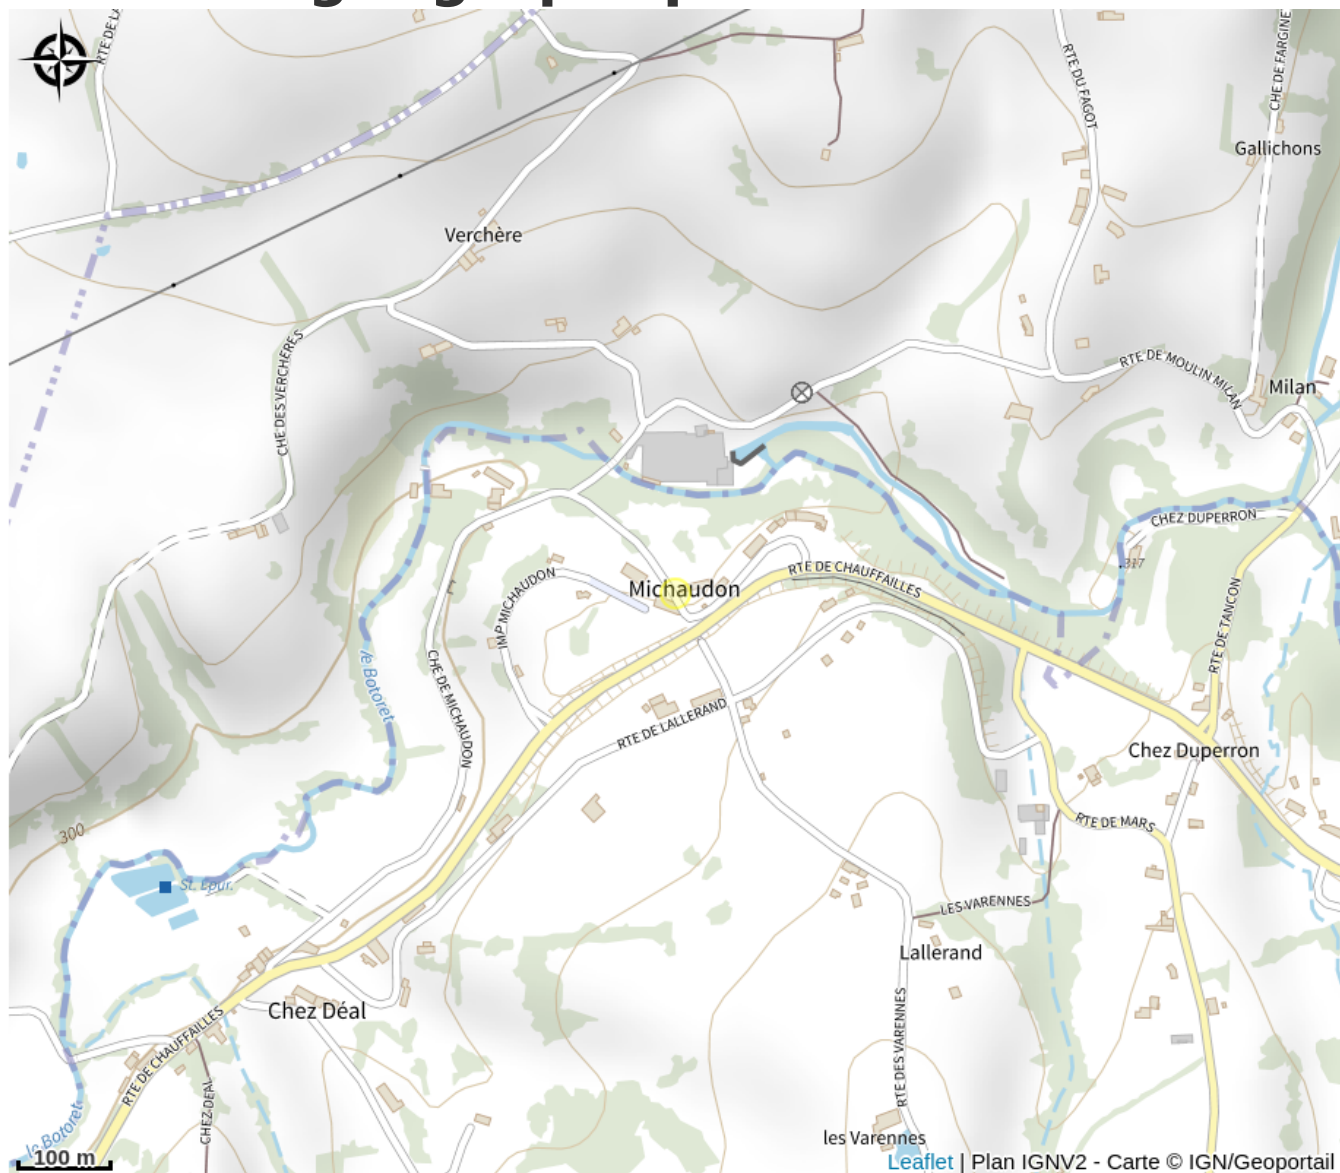 RTE DE LA
CHE DE FARGINE
RTE DU FAGOT
Gallichons
Verchère
CHE DES VERCHÈRES
RTE DE MOULIN MILAN
Milan
CHEZ DUPERRON
317
RTE DE CHAUFFAILLES
IMP MICHAUDON
Michaudon
RTE DE TANCON
CHE DE MICHAUDON
le Botoret
RTE DE LALLERAND
Chez Duperron
RTE DE MARS
300
St. Epur.
LES VARENNES
Lallerand
Chez Déal
RTE DE CHAUFFAILLES
RTE DES VARENNES
CHEZ DEAL
le Botoret
les Varennes
100 m
Leaflet | Plan IGNV2 - Carte © IGN/Geoportail